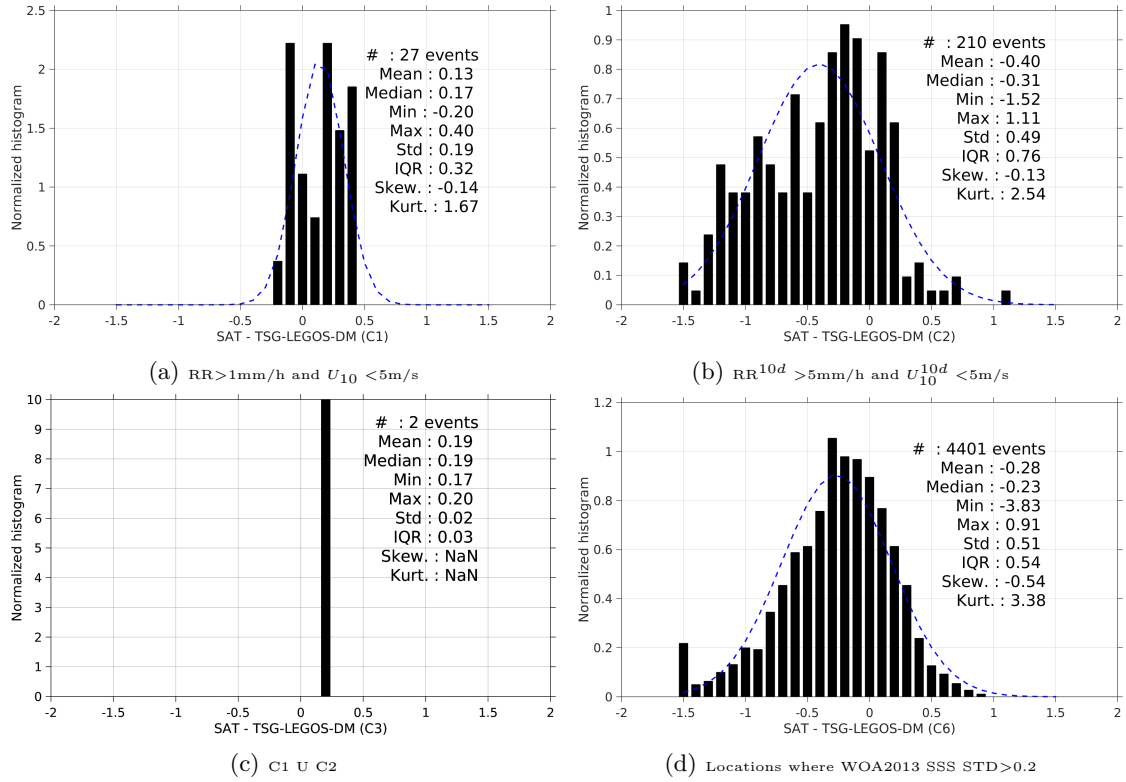 2.5
2
1.5
1
0.5
0
-2 -1.5 -1 -0.5 0 0.5 1 1.5 2
Normalized histogram
SAT - TSG-LEGOS-DM (C1)
# : 27 events
Mean : 0.13
Median : 0.17
Min : -0.20
Max : 0.40
Std : 0.19
IQR : 0.32
Skew. : -0.14
Kurt. : 1.67
(a) RR>1mm/h and U10 <5m/s
1
0.9
0.8
0.7
0.6
0.5
0.4
0.3
0.2
0.1
0
-2 -1.5 -1 -0.5 0 0.5 1 1.5 2
Normalized histogram
SAT - TSG-LEGOS-DM (C2)
# : 210 events
Mean : -0.40
Median : -0.31
Min : -1.52
Max : 1.11
Std : 0.49
IQR : 0.76
Skew. : -0.13
Kurt. : 2.54
(b) RR10d >5mm/h and U10d10 <5m/s
10
9
8
7
6
5
4
3
2
1
0
-2 -1.5 -1 -0.5 0 0.5 1 1.5 2
Normalized histogram
SAT - TSG-LEGOS-DM (C3)
# : 2 events
Mean : 0.19
Median : 0.19
Min : 0.17
Max : 0.20
Std : 0.02
IQR : 0.03
Skew. : NaN
Kurt. : NaN
(c) C1 U C2
1.2
1
0.8
0.6
0.4
0.2
0
-2 -1.5 -1 -0.5 0 0.5 1 1.5 2
Normalized histogram
SAT - TSG-LEGOS-DM (C6)
# : 4401 events
Mean : -0.28
Median : -0.23
Min : -3.83
Max : 0.91
Std : 0.51
IQR : 0.54
Skew. : -0.54
Kurt. : 3.38
(d) Locations where WOA2013 SSS STD>0.2